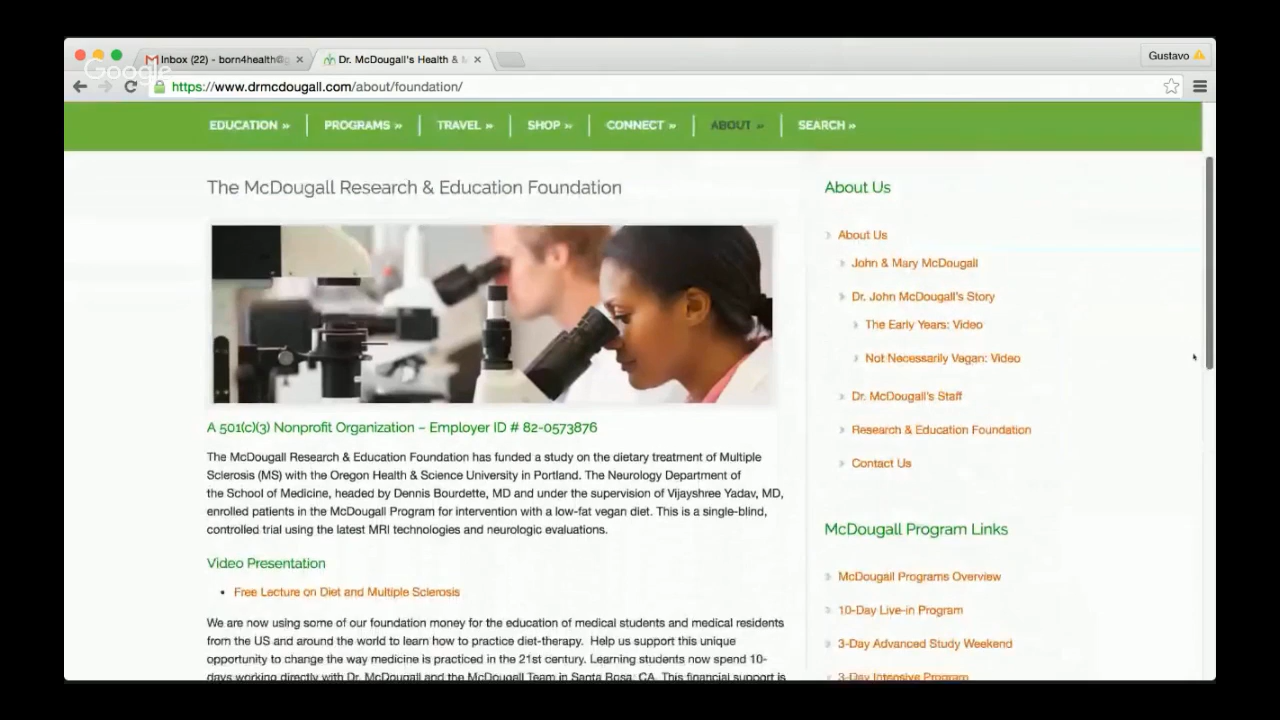 Inbox (22) - born4health@g
Dr. McDougall's Health & M
Gustavo
Google
https://www.drmcdougall.com/about/foundation/
EDUCATION »
PROGRAMS »
TRAVEL »
SHOP »
CONNECT »
ABOUT »
SEARCH »
The McDougall Research & Education Foundation
A 501(c)(3) Nonprofit Organization – Employer ID # 82-0573876
The McDougall Research & Education Foundation has funded a study on the dietary treatment of Multiple
Sclerosis (MS) with the Oregon Health & Science University in Portland. The Neurology Department of
the School of Medicine, headed by Dennis Bourdette, MD and under the supervision of Vijayshree Yadav, MD,
enrolled patients in the McDougall Program for intervention with a low-fat vegan diet. This is a single-blind,
controlled trial using the latest MRI technologies and neurologic evaluations.
Video Presentation
• Free Lecture on Diet and Multiple Sclerosis
We are now using some of our foundation money for the education of medical students and medical residents
from the US and around the world to learn how to practice diet-therapy. Help us support this unique
opportunity to change the way medicine is practiced in the 21st century. Learning students now spend 10-
days working directly with Dr. McDougall and the McDougall Team in Santa Rosa, CA. This financial support is
About Us
About Us
John & Mary McDougall
Dr. John McDougall's Story
The Early Years: Video
Not Necessarily Vegan: Video
Dr. McDougall's Staff
Research & Education Foundation
Contact Us
McDougall Program Links
McDougall Programs Overview
10-Day Live-in Program
3-Day Advanced Study Weekend
3-Day Intensive Program